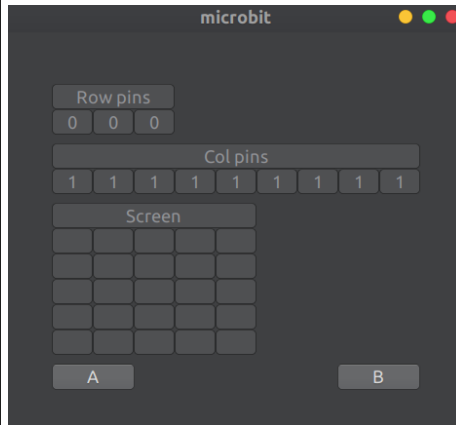 microbit
Row pins
0 0 0
Col pins
1 1 1 1 1 1 1 1 1
Screen
A B